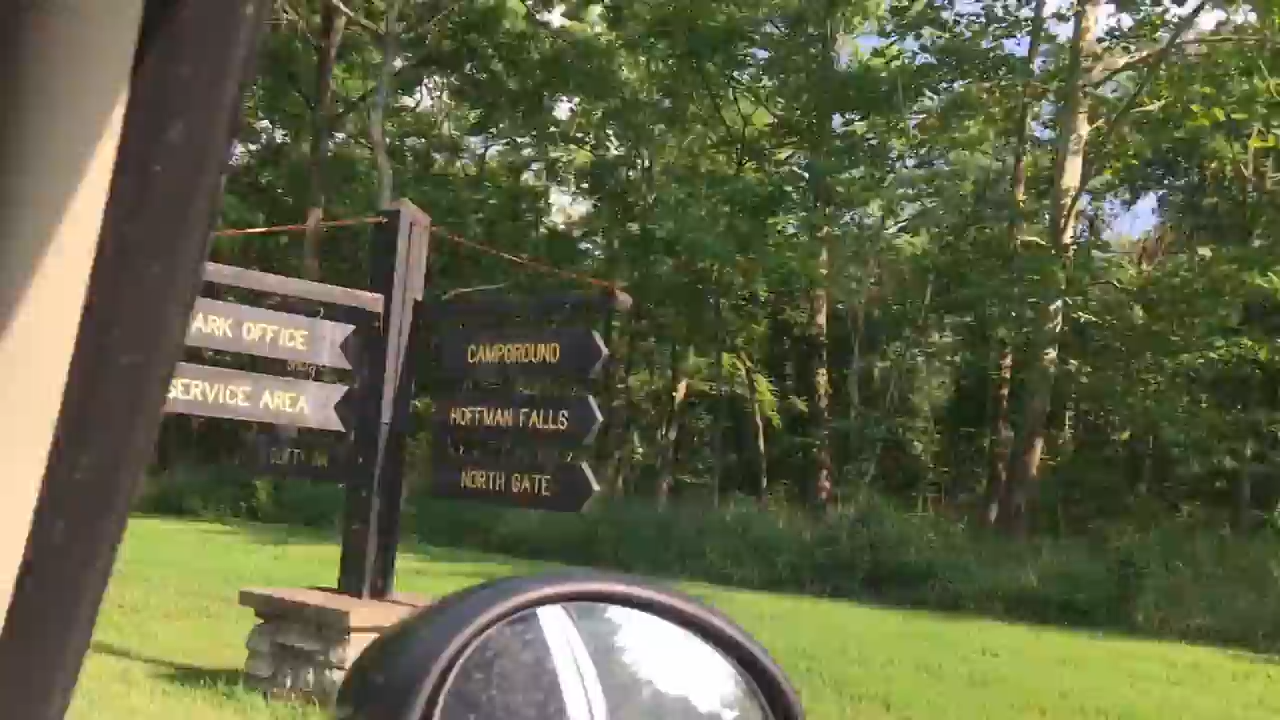 ARK OFFICE
SERVICE AREA
CAMPGROUND
HOFFMAN FALLS
NORTH GATE